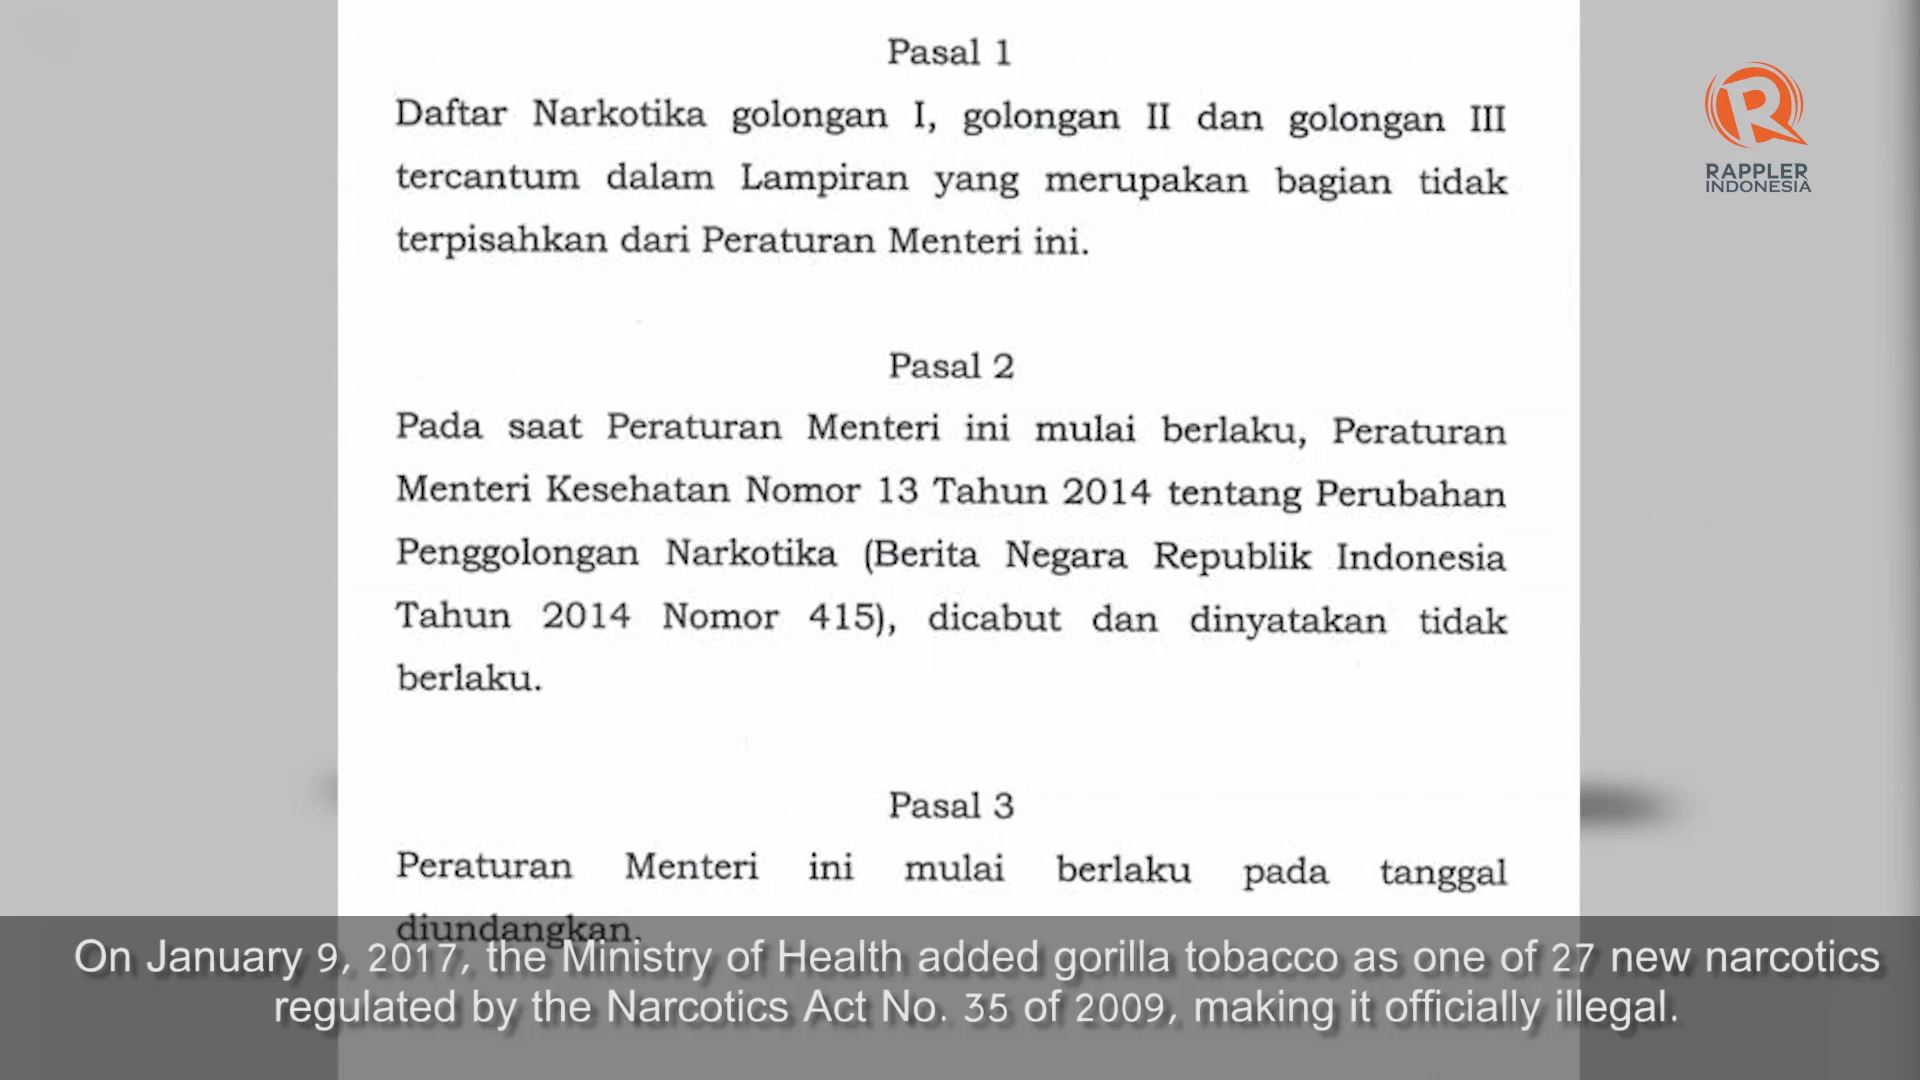 Pasal 1
Daftar Narkotika golongan I, golongan II dan golongan III
tercantum dalam Lampiran yang merupakan bagian tidak
terpisahkan dari Peraturan Menteri ini.
Pasal 2
Pada saat Peraturan Menteri ini mulai berlaku, Peraturan
Menteri Kesehatan Nomor 13 Tahun 2014 tentang Perubahan
Penggolongan Narkotika (Berita Negara Republik Indonesia
Tahun 2014 Nomor 415), dicabut dan dinyatakan tidak
berlaku.
Pasal 3
Peraturan Menteri ini mulai berlaku pada tanggal
diundangkan.
RAPPLER
INDONESIA
On January 9, 2017, the Ministry of Health added gorilla tobacco as one of 27 new narcotics
regulated by the Narcotics Act No. 35 of 2009, making it officially illegal.